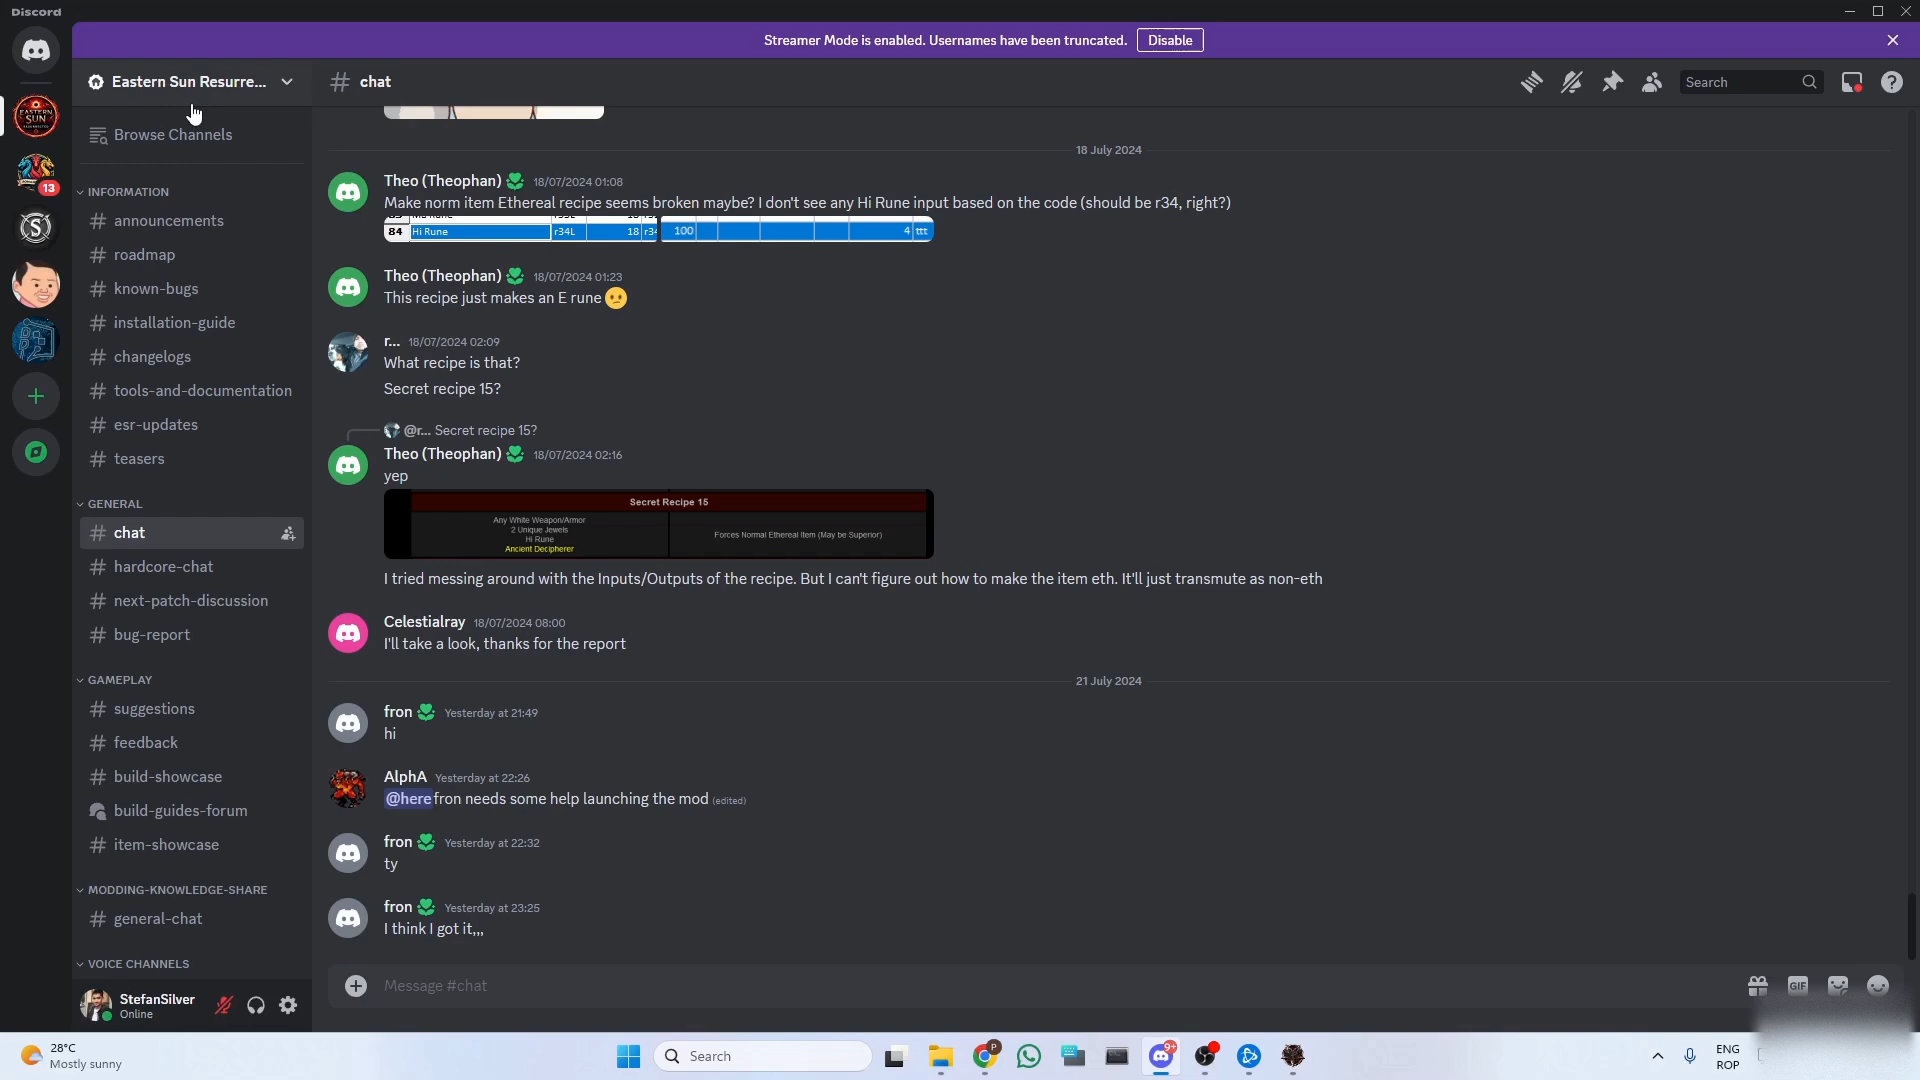 Discord
Streamer Mode is enabled. Usernames have been truncated.
Disable
Eastern Sun Resurre...
chat
Search
EASTERN
SUN
13
Browse Channels
INFORMATION
announcements
roadmap
known-bugs
installation-guide
changelogs
tools-and-documentation
esr-updates
teasers
GENERAL
chat
hardcore-chat
next-patch-discussion
bug-report
GAMEPLAY
suggestions
feedback
build-showcase
build-guides-forum
item-showcase
MODDING-KNOWLEDGE-SHARE
general-chat
VOICE CHANNELS
StefanSilver
Online
18 July 2024
Theo (Theophan) 18/07/2024 01:08
Make norm item Ethereal recipe seems broken maybe? I don't see any Hi Rune input based on the code (should be r34, right?)
84 Hi Rune r34L 18 r34 100 4 ttt
Theo (Theophan) 18/07/2024 01:23
This recipe just makes an E rune 😕
r... 18/07/2024 02:09
What recipe is that?
Secret recipe 15?
@r... Secret recipe 15?
Theo (Theophan) 18/07/2024 02:16
yep
Secret Recipe 15
Any White Weapon/Armor
2 Unique Jewels
Hi Rune
Ancient Decipherer
Forces Normal Ethereal Item (May be Superior)
I tried messing around with the Inputs/Outputs of the recipe. But I can't figure out how to make the item eth. It'll just transmute as non-eth
Celestialray 18/07/2024 08:00
I'll take a look, thanks for the report
21 July 2024
fron Yesterday at 21:49
hi
AlphA Yesterday at 22:26
@here fron needs some help launching the mod (edited)
fron Yesterday at 22:32
ty
fron Yesterday at 23:25
I think I got it,,,
Message #chat
GIF
28°C
Mostly sunny
Search
P
9+
ENG
ROP